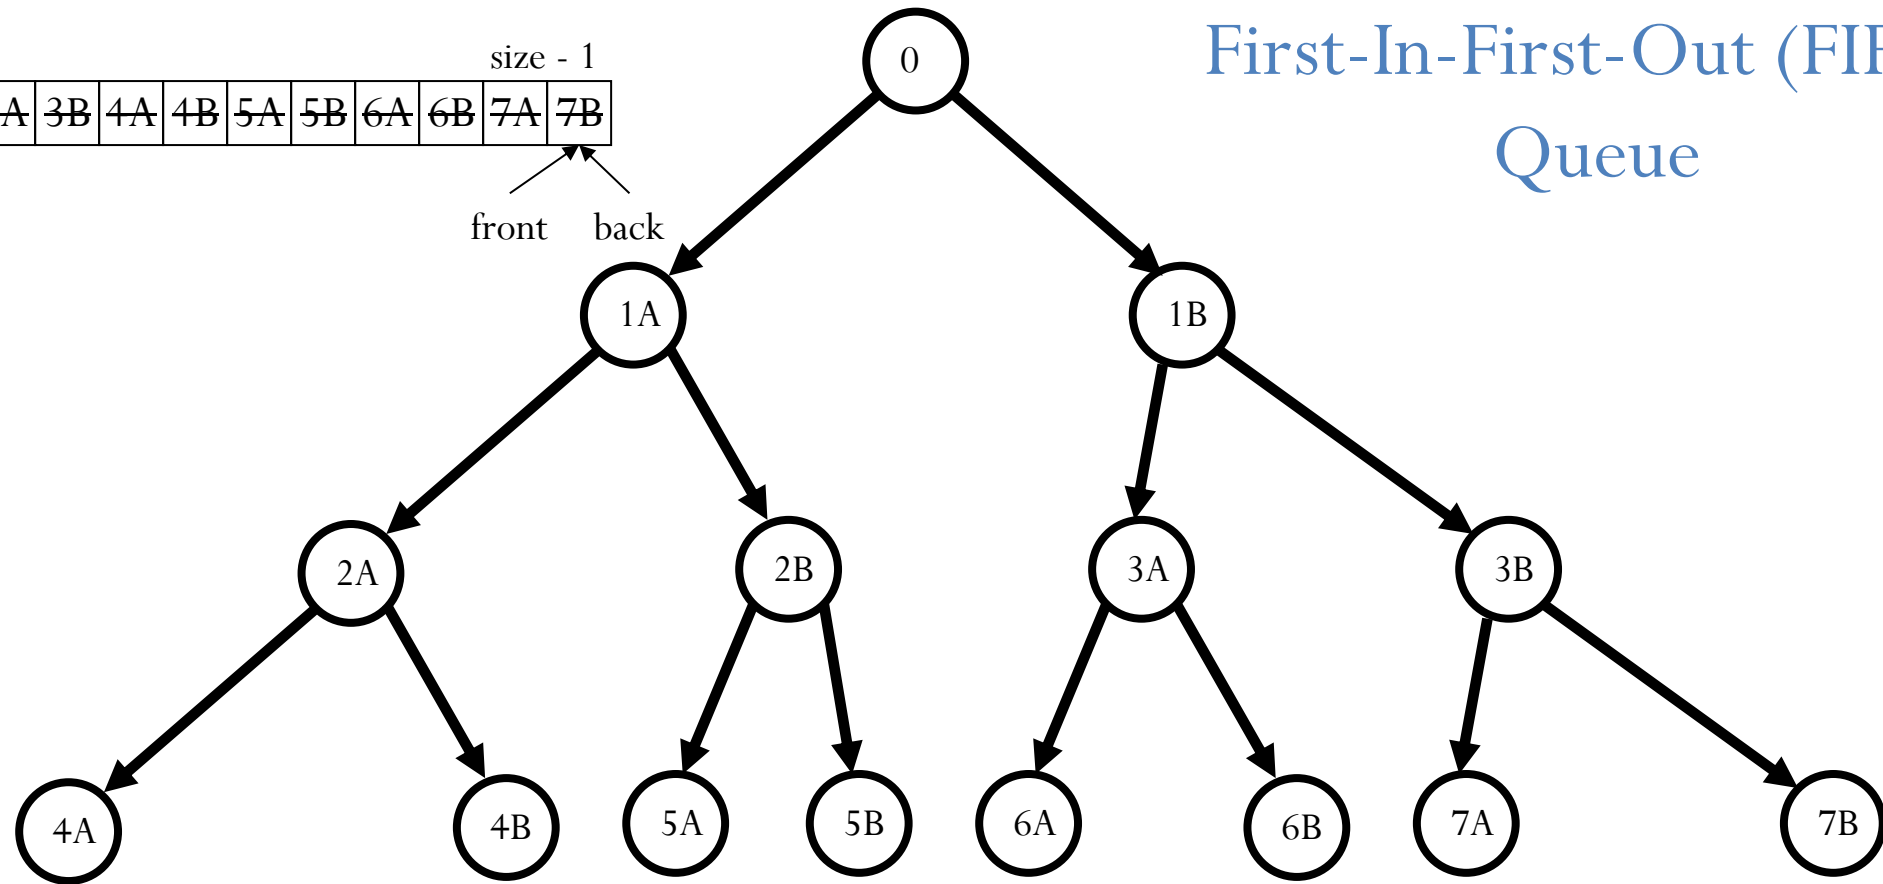 First-In-First-Out (FIF
Queue
size - 1
A 3B 4A 4B 5A 5B 6A 6B 7A 7B
front back
0
1A 1B
2A 2B 3A 3B
4A 4B 5A 5B 6A 6B 7A 7B